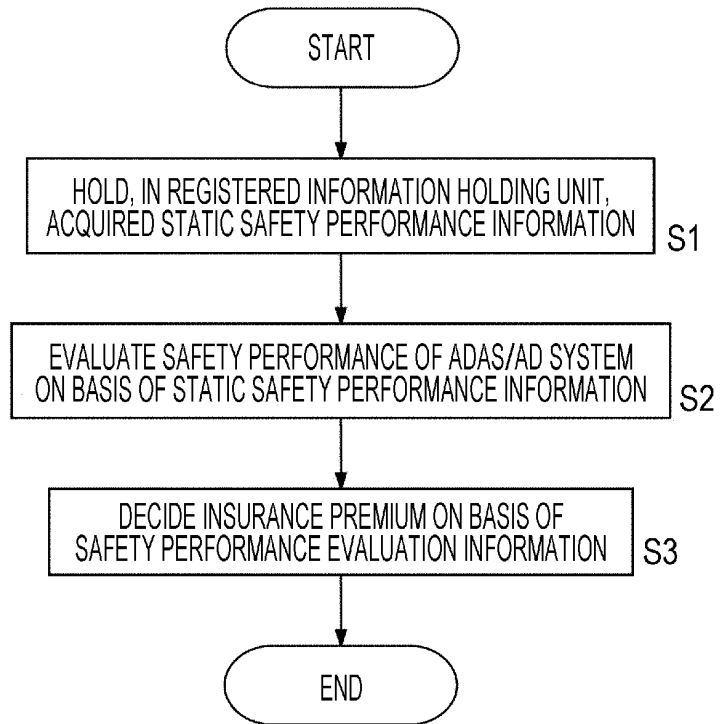 START
HOLD, IN REGISTERED INFORMATION HOLDING UNIT,
ACQUIRED STATIC SAFETY PERFORMANCE INFORMATION
S1
EVALUATE SAFETY PERFORMANCE OF ADAS/AD SYSTEM
ON BASIS OF STATIC SAFETY PERFORMANCE INFORMATION
S2
DECIDE INSURANCE PREMIUM ON BASIS OF
SAFETY PERFORMANCE EVALUATION INFORMATION
S3
END